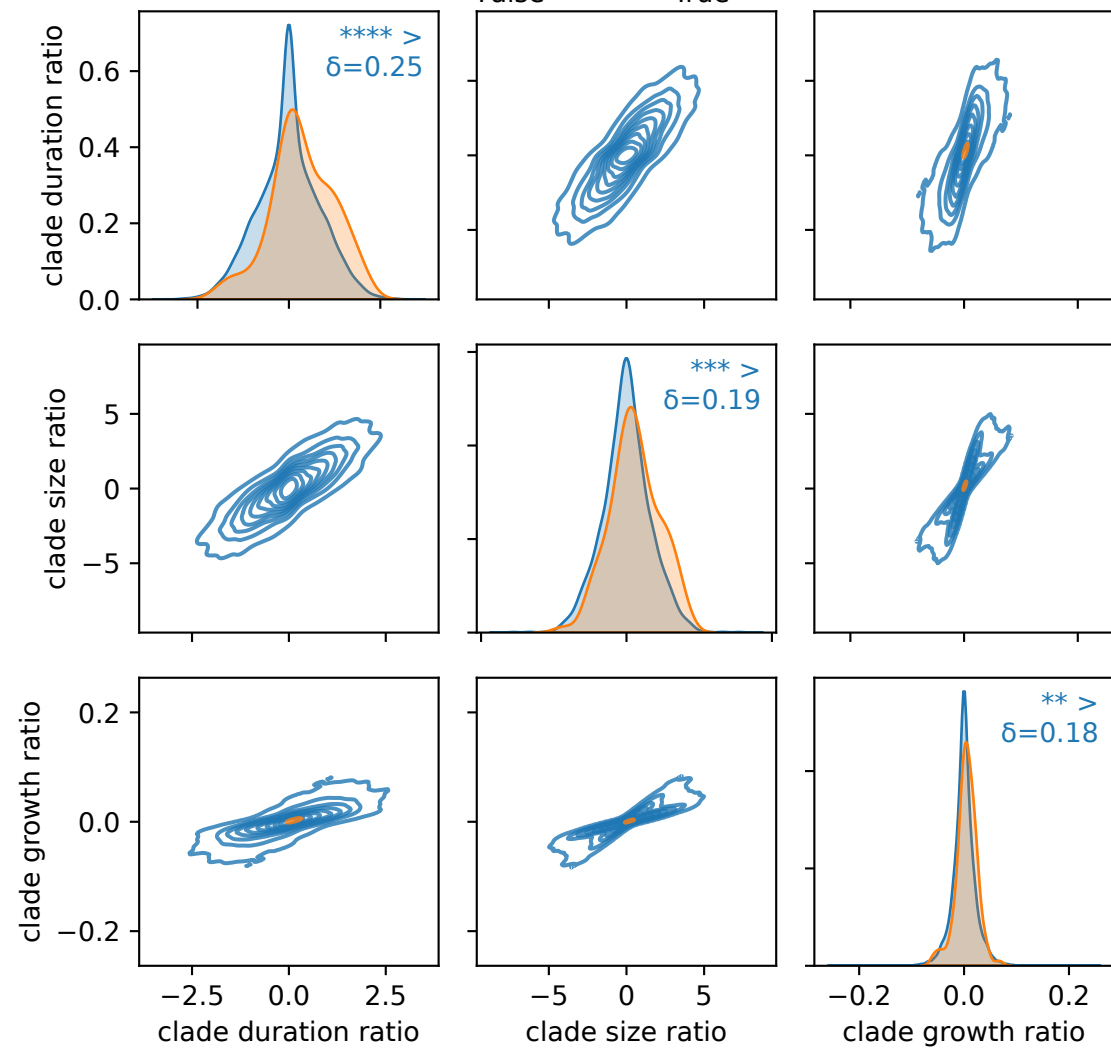 clade duration ratio
0.6
0.4
0.2
0.0
**** >
δ=0.25
clade size ratio
5
0
−5
*** >
δ=0.19
clade growth ratio
0.2
0.0
−0.2
** >
δ=0.18
−2.5 0.0 2.5
−5 0 5
−0.2 0.0 0.2
clade duration ratio
clade size ratio
clade growth ratio